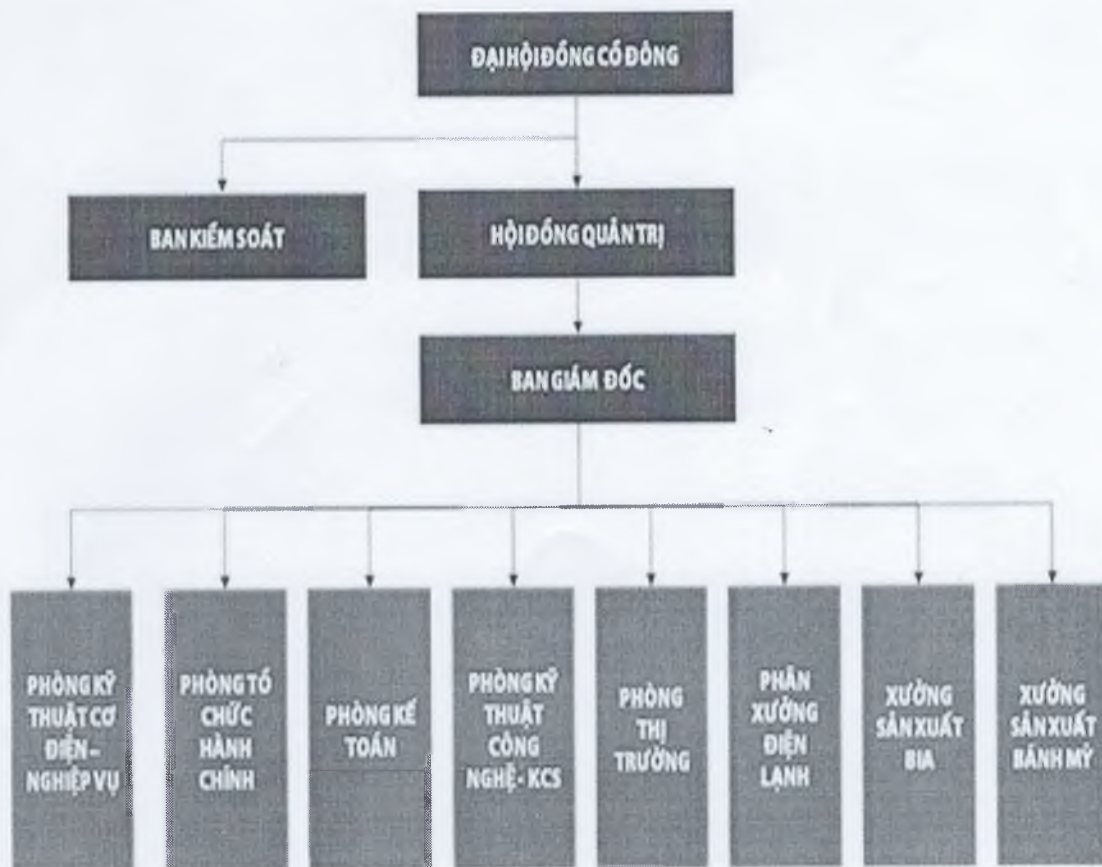 ĐẠI HỘI ĐỒNG CỔ ĐÔNG
BAN KIỂM SOÁT
HỘI ĐỒNG QUẢN TRỊ
BAN GIÁM ĐỐC
PHÒNG KỸ
THUẬT CƠ
ĐIỆN –
NGHIỆP VỤ
PHÒNG TỔ
CHỨC
HÀNH
CHÍNH
PHÒNG KẾ
TOÁN
PHÒNG KỸ
THUẬT
CÔNG
NGHỆ - KCS
PHÒNG
THỊ
TRƯỜNG
PHÂN
XƯỞNG
ĐIỆN
LẠNH
XƯỞNG
SẢN XUẤT
BIA
XƯỞNG
SẢN XUẤT
BÁNH MỲ